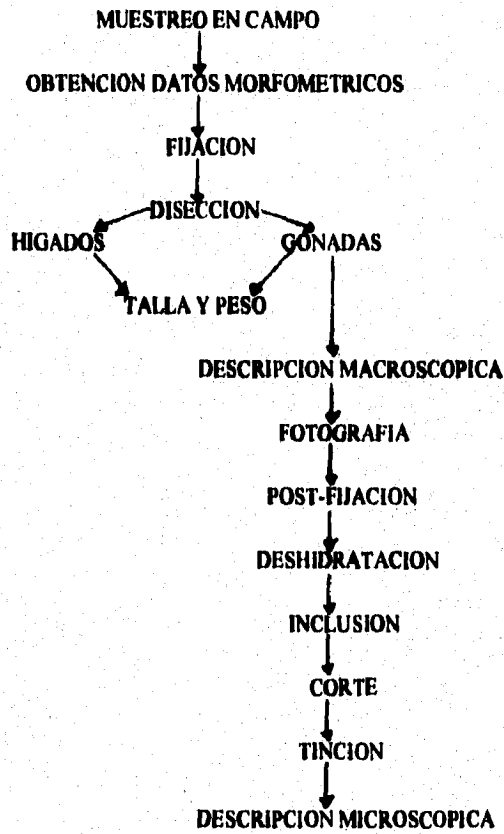 MUESTREO EN CAMPO
OBTENCION DATOS MORFOMETRICOS
FIJACION
DISECCION
HIGADOS GONADAS
TALLA Y PESO
DESCRIPCION MACROSCOPICA
FOTOGRAFIA
POST-FIJACION
DESHIDRATACION
INCLUSION
CORTE
TINCION
DESCRIPCION MICROSCOPICA